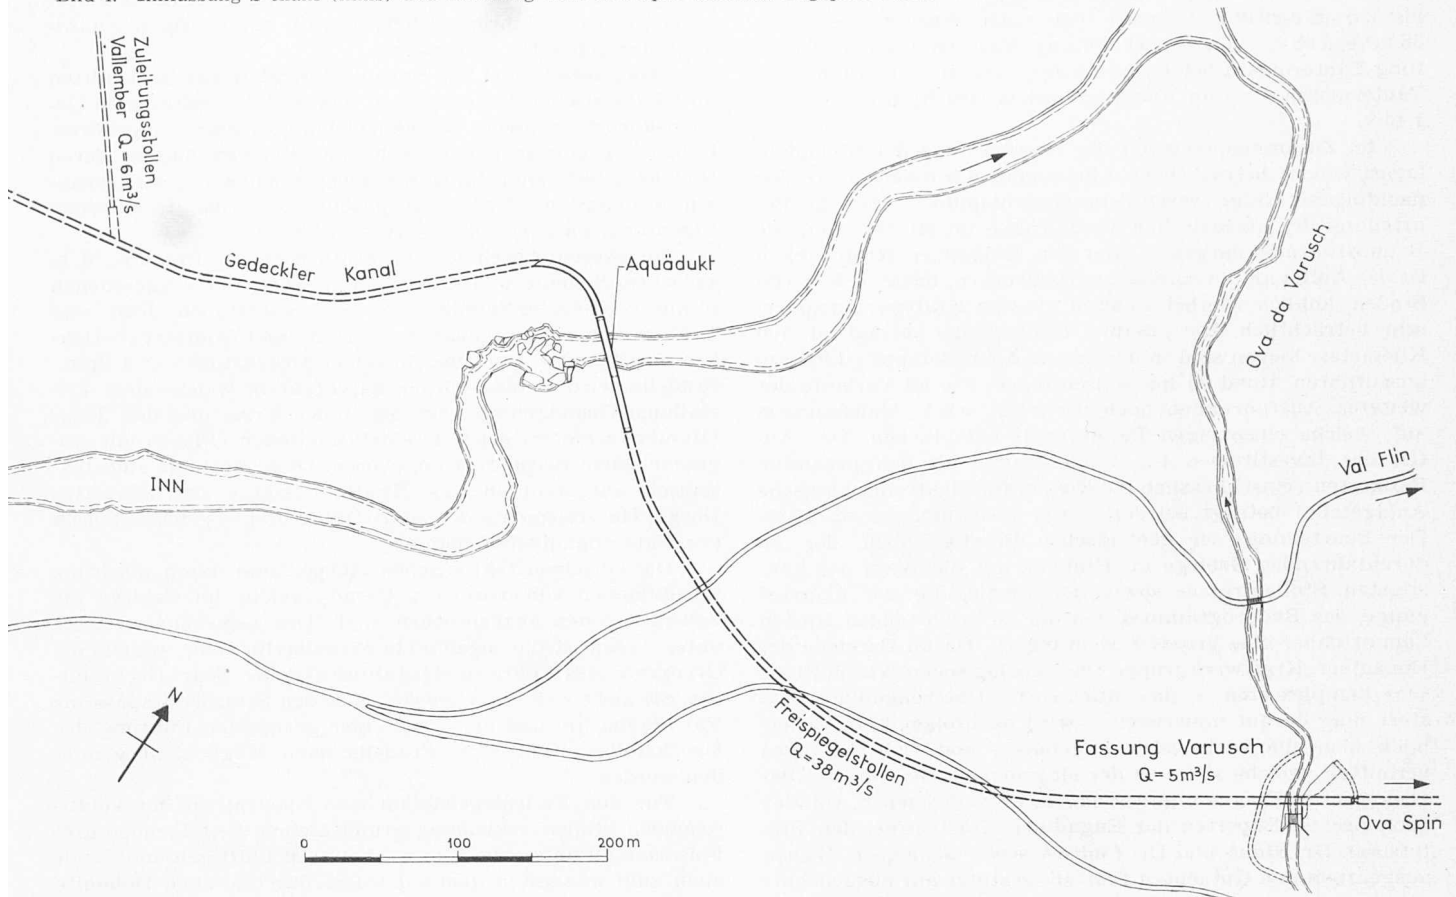 Zuleitungsstollen
Vallember Q = 6 m³/s
Gedeckter Kanal
Aquädukt
Ova da Varusch
INN
Val Flin
N
Freispiegelstollen
Q = 38 m³/s
Fassung Varusch
Q = 5 m³/s
Ova Spin
0 100 200 m